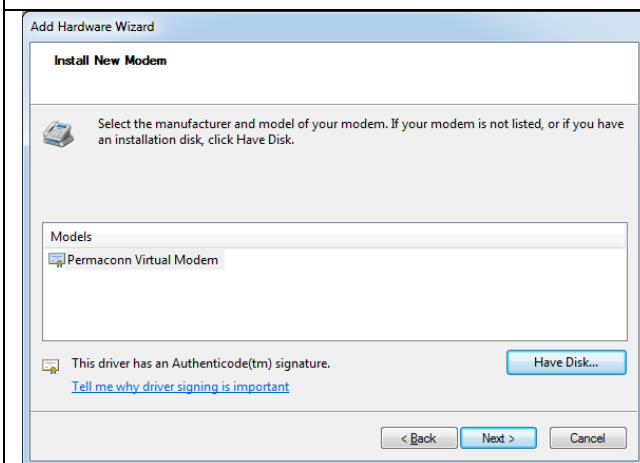 Add Hardware Wizard
Install New Modem
Select the manufacturer and model of your modem. If your modem is not listed, or if you have
an installation disk, click Have Disk.
Models
Permaconn Virtual Modem
This driver has an Authenticode(tm) signature.
Have Disk...
Tell me why driver signing is important
< Back
Next >
Cancel